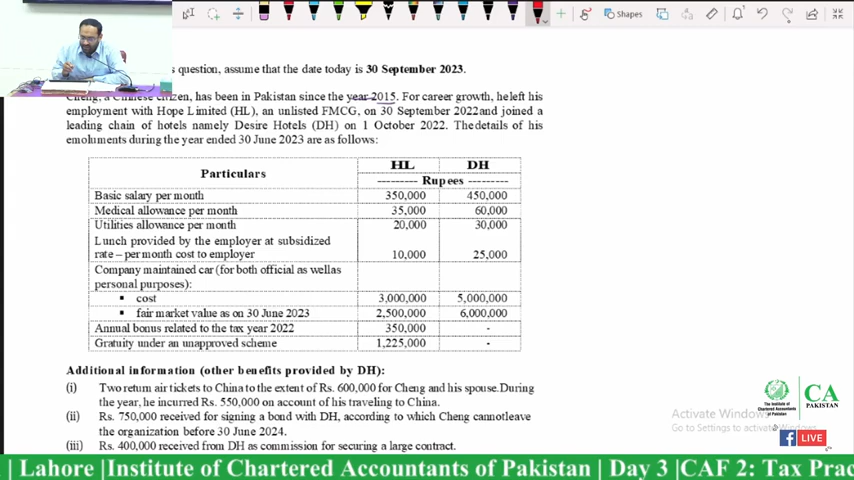 Shapes
s question, assume that the date today is 30 September 2023.
Cheng, a Chinese citizen, has been in Pakistan since the year 2015. For career growth, heleft his
employment with Hope Limited (HL), an unlisted FMCG, on 30 September 2022and joined a
leading chain of hotels namely Desire Hotels (DH) on 1 October 2022. Thedetails of his
emoluments during the year ended 30 June 2023 are as follows:
Particulars HL DH
--------- Rupees ---------
Basic salary per month 350,000 450,000
Medical allowance per month 35,000 60,000
Utilities allowance per month 20,000 30,000
Lunch provided by the employer at subsidized
rate – per month cost to employer 10,000 25,000
Company maintained car (for both official as wellas
personal purposes):
▪ cost 3,000,000 5,000,000
▪ fair market value as on 30 June 2023 2,500,000 6,000,000
Annual bonus related to the tax year 2022 350,000 -
Gratuity under an unapproved scheme 1,225,000 -
Additional information (other benefits provided by DH):
(i) Two return air tickets to China to the extent of Rs. 600,000 for Cheng and his spouse.During
the year, he incurred Rs. 550,000 on account of his traveling to China.
(ii) Rs. 750,000 received for signing a bond with DH, according to which Cheng cannotleave
the organization before 30 June 2024.
(iii) Rs. 400,000 received from DH as commission for securing a large contract.
The Institute of
Chartered Accountants
of Pakistan
CA
PAKISTAN
Activate Windows
Go to Settings to activate Windows.
f LIVE
| Lahore |Institute of Chartered Accountants of Pakistan | Day 3 |CAF 2: Tax Prac